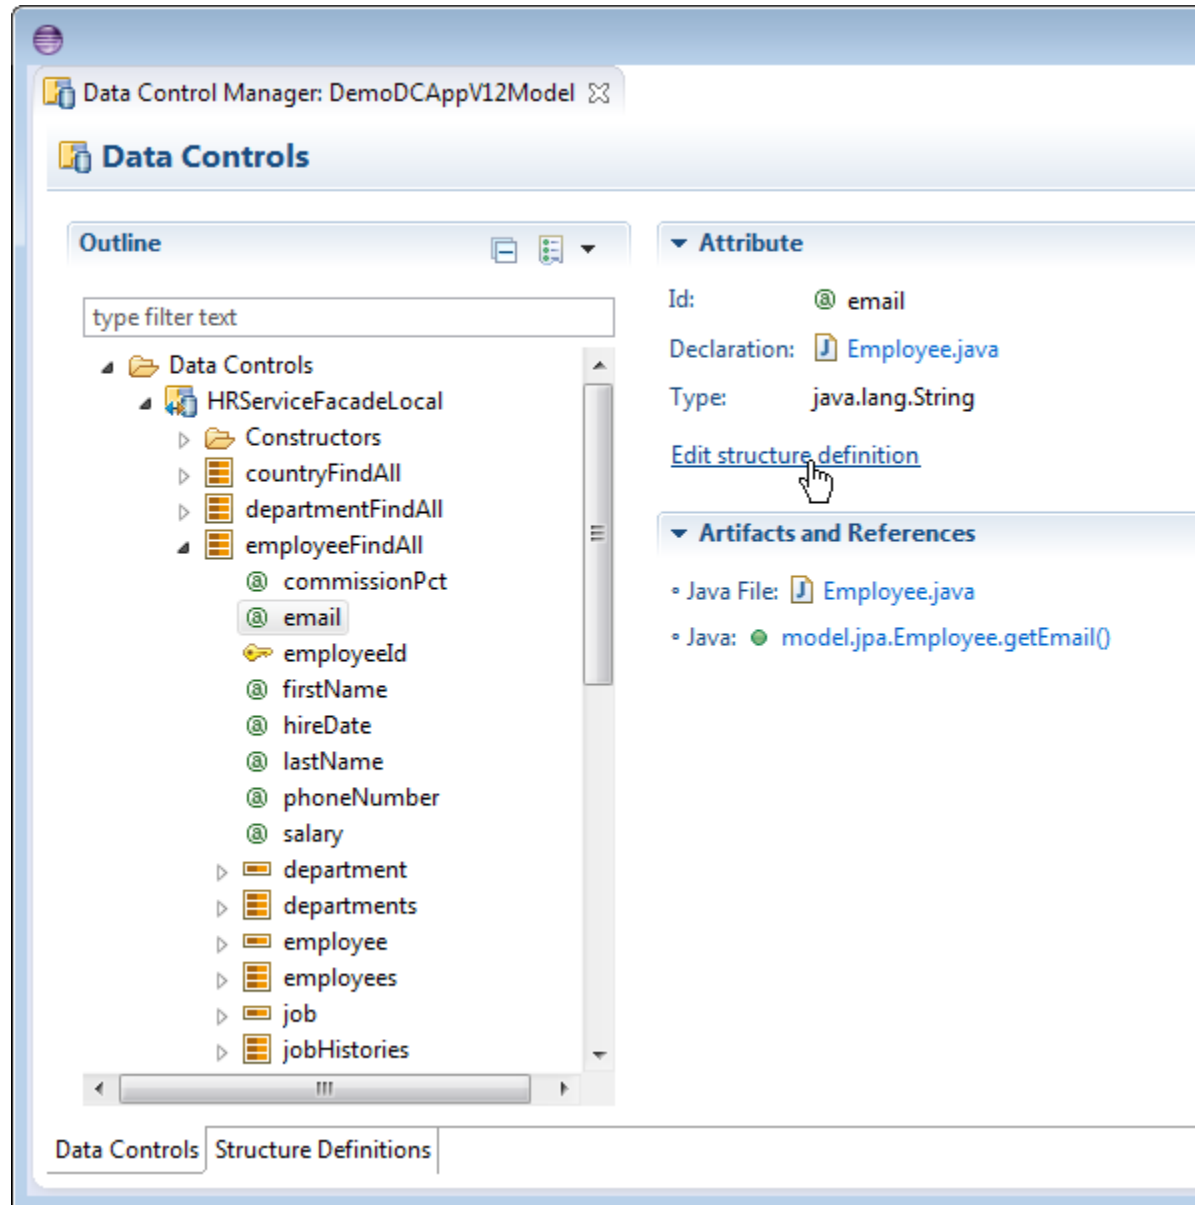 Data Control Manager: DemoDCAppV12Model
Data Controls
Outline
type filter text
Data Controls
HRServiceFacadeLocal
Constructors
countryFindAll
departmentFindAll
employeeFindAll
commissionPct
email
employeeId
firstName
hireDate
lastName
phoneNumber
salary
department
departments
employee
employees
job
jobHistories
Attribute
Id: email
Declaration: Employee.java
Type: java.lang.String
Edit structure definition
Artifacts and References
Java File: Employee.java
Java: model.jpa.Employee.getEmail()
Data Controls Structure Definitions